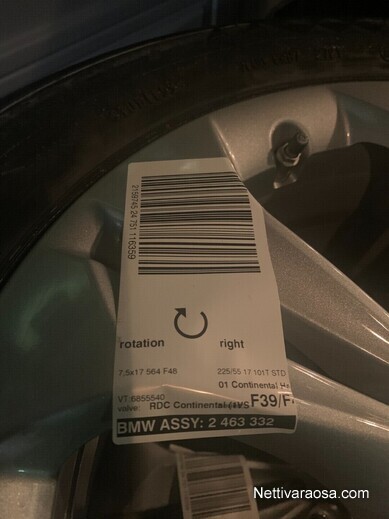 2159745 24 751 116359
rotation right
7,5x17 564 F48 225/55 17 101T STD
01 Continental
VT:6855540
valve: RDC Continental F39/F
BMW ASSY: 2 463 332
Nettivaraosa.com